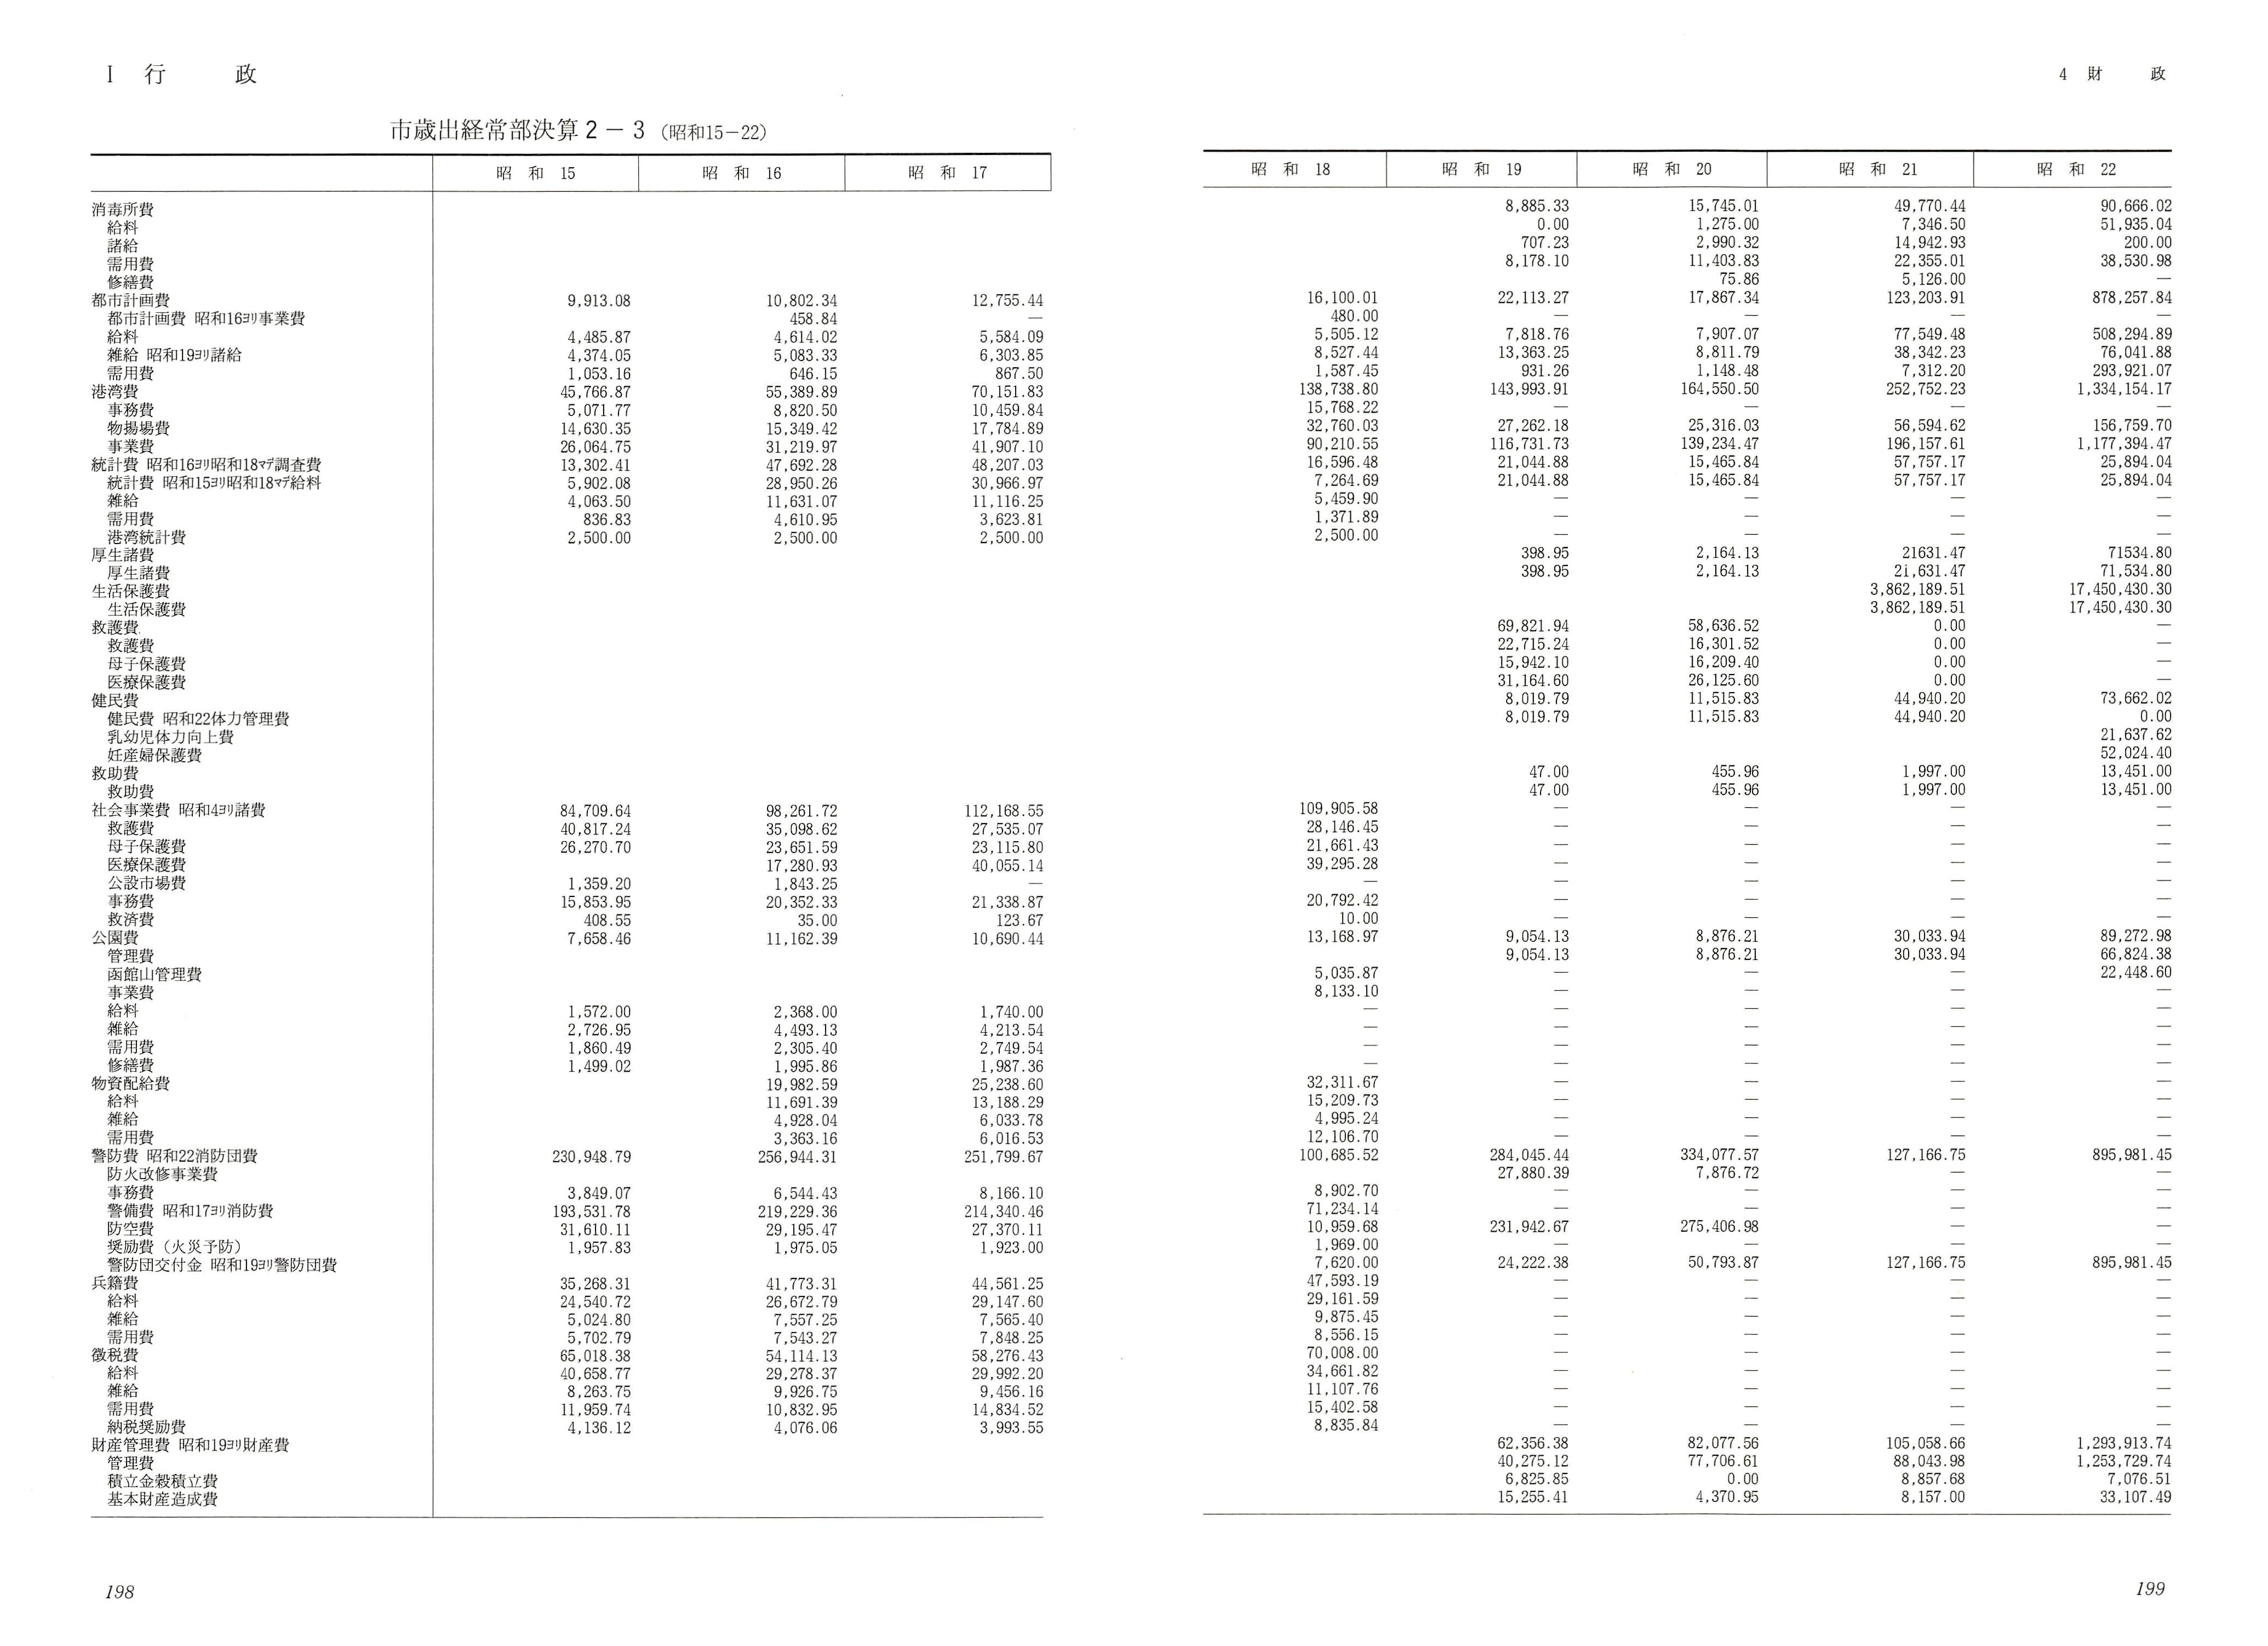 I 行 政
市歳出経常部決算2－3（昭和15－22）
昭 和 15 昭 和 16 昭 和 17
消毒所費
給料
諸給
需用費
修繕費
都市計画費 9,913.08 10,802.34 12,755.44
都市計画費 昭和16ヨリ事業費 458.84 —
給料 4,485.87 4,614.02 5,584.09
雑給 昭和19ヨリ諸給 4,374.05 5,083.33 6,303.85
需用費 1,053.16 646.15 867.50
港湾費 45,766.87 55,389.89 70,151.83
事務費 5,071.77 8,820.50 10,459.84
物揚場費 14,630.35 15,349.42 17,784.89
事業費 26,064.75 31,219.97 41,907.10
統計費 昭和16ヨリ昭和18マデ調査費 13,302.41 47,692.28 48,207.03
統計費 昭和15ヨリ昭和18マデ給料 5,902.08 28,950.26 30,966.97
雑給 4,063.50 11,631.07 11,116.25
需用費 836.83 4,610.95 3,623.81
港湾統計費 2,500.00 2,500.00 2,500.00
厚生諸費
厚生諸費
生活保護費
生活保護費
救護費
救護費
母子保護費
医療保護費
健民費
健民費 昭和22体力管理費
乳幼児体力向上費
妊産婦保護費
救助費
救助費
社会事業費 昭和4ヨリ諸費 84,709.64 98,261.72 112,168.55
救護費 40,817.24 35,098.62 27,535.07
母子保護費 26,270.70 23,651.59 23,115.80
医療保護費 17,280.93 40,055.14
公設市場費 1,359.20 1,843.25 —
事務費 15,853.95 20,352.33 21,338.87
救済費 408.55 35.00 123.67
公園費 7,658.46 11,162.39 10,690.44
管理費
函館山管理費
事業費
給料 1,572.00 2,368.00 1,740.00
雑給 2,726.95 4,493.13 4,213.54
需用費 1,860.49 2,305.40 2,749.54
修繕費 1,499.02 1,995.86 1,987.36
物資配給費 19,982.59 25,238.60
給料 11,691.39 13,188.29
雑給 4,928.04 6,033.78
需用費 3,363.16 6,016.53
警防費 昭和22消防団費 230,948.79 256,944.31 251,799.67
防火改修事業費
事務費 3,849.07 6,544.43 8,166.10
警備費 昭和17ヨリ消防費 193,531.78 219,229.36 214,340.46
防空費 31,610.11 29,195.47 27,370.11
奨励費（火災予防） 1,957.83 1,975.05 1,923.00
警防団交付金 昭和19ヨリ警防団費
兵籍費 35,268.31 41,773.31 44,561.25
給料 24,540.72 26,672.79 29,147.60
雑給 5,024.80 7,557.25 7,565.40
需用費 5,702.79 7,543.27 7,848.25
徴税費 65,018.38 54,114.13 58,276.43
給料 40,658.77 29,278.37 29,992.20
雑給 8,263.75 9,926.75 9,456.16
需用費 11,959.74 10,832.95 14,834.52
納税奨励費 4,136.12 4,076.06 3,993.55
財産管理費 昭和19ヨリ財産費
管理費
積立金穀積立費
基本財産造成費
198
4 財 政
昭 和 18 昭 和 19 昭 和 20 昭 和 21 昭 和 22
8,885.33 15,745.01 49,770.44 90,666.02
0.00 1,275.00 7,346.50 51,935.04
707.23 2,990.32 14,942.93 200.00
8,178.10 11,403.83 22,355.01 38,530.98
75.86 5,126.00 —
16,100.01 22,113.27 17,867.34 123,203.91 878,257.84
480.00 — — — —
5,505.12 7,818.76 7,907.07 77,549.48 508,294.89
8,527.44 13,363.25 8,811.79 38,342.23 76,041.88
1,587.45 931.26 1,148.48 7,312.20 293,921.07
138,738.80 143,993.91 164,550.50 252,752.23 1,334,154.17
15,768.22 — — — —
32,760.03 27,262.18 25,316.03 56,594.62 156,759.70
90,210.55 116,731.73 139,234.47 196,157.61 1,177,394.47
16,596.48 21,044.88 15,465.84 57,757.17 25,894.04
7,264.69 21,044.88 15,465.84 57,757.17 25,894.04
5,459.90 — — — —
1,371.89 — — — —
2,500.00 — — — —
398.95 2,164.13 21631.47 71534.80
398.95 2,164.13 21,631.47 71,534.80
3,862,189.51 17,450,430.30
3,862,189.51 17,450,430.30
69,821.94 58,636.52 0.00 —
22,715.24 16,301.52 0.00 —
15,942.10 16,209.40 0.00 —
31,164.60 26,125.60 0.00 —
8,019.79 11,515.83 44,940.20 73,662.02
8,019.79 11,515.83 44,940.20 0.00
21,637.62
52,024.40
47.00 455.96 1,997.00 13,451.00
47.00 455.96 1,997.00 13,451.00
109,905.58 — — — —
28,146.45 — — — —
21,661.43 — — — —
39,295.28 — — — —
— — — — —
20,792.42 — — — —
10.00 — — — —
13,168.97 9,054.13 8,876.21 30,033.94 89,272.98
9,054.13 8,876.21 30,033.94 66,824.38
5,035.87 — — — 22,448.60
8,133.10 — — — —
— — — — —
— — — — —
— — — — —
— — — — —
32,311.67 — — — —
15,209.73 — — — —
4,995.24 — — — —
12,106.70 — — — —
100,685.52 284,045.44 334,077.57 127,166.75 895,981.45
27,880.39 7,876.72 — —
8,902.70 — — — —
71,234.14 — — — —
10,959.68 231,942.67 275,406.98 — —
1,969.00 — — — —
7,620.00 24,222.38 50,793.87 127,166.75 895,981.45
47,593.19 — — — —
29,161.59 — — — —
9,875.45 — — — —
8,556.15 — — — —
70,008.00 — — — —
34,661.82 — — — —
11,107.76 — — — —
15,402.58 — — — —
8,835.84 — — — —
62,356.38 82,077.56 105,058.66 1,293,913.74
40,275.12 77,706.61 88,043.98 1,253,729.74
6,825.85 0.00 8,857.68 7,076.51
15,255.41 4,370.95 8,157.00 33,107.49
199